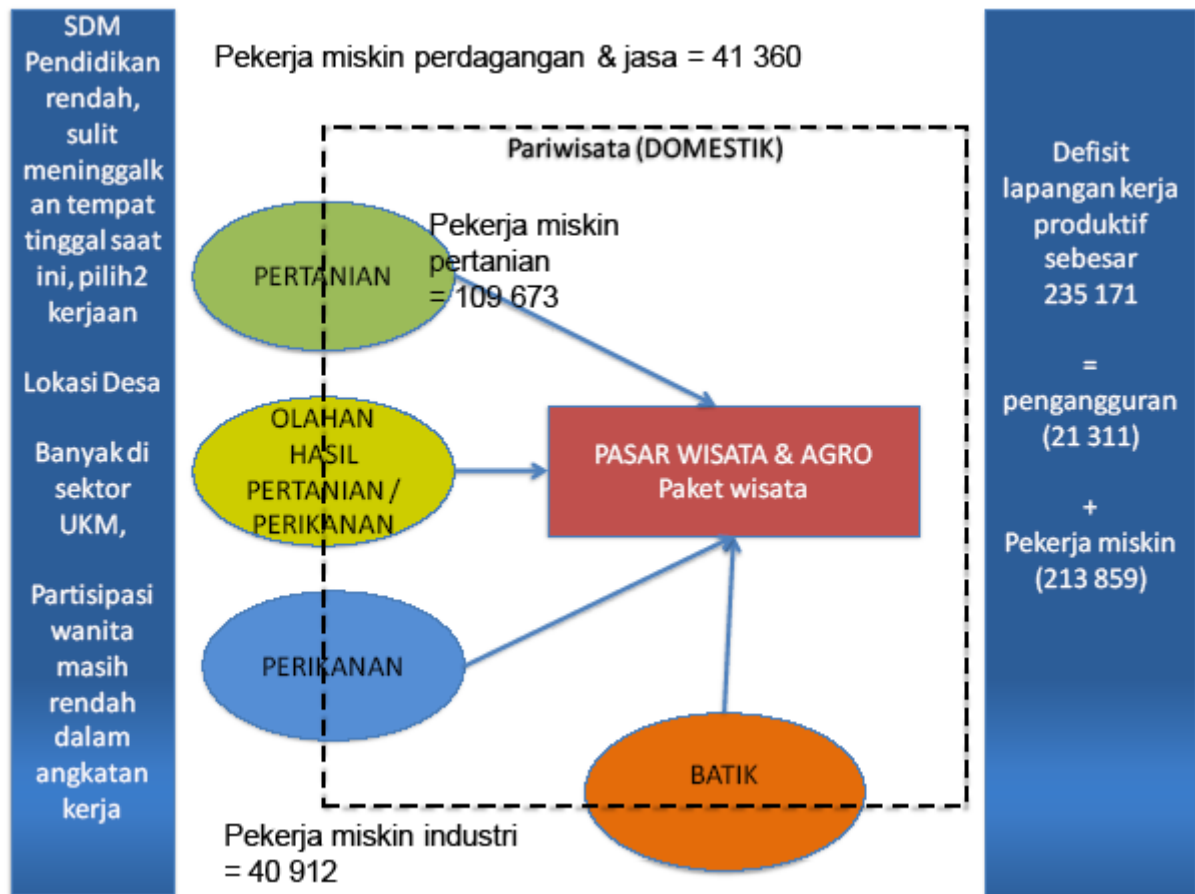 SDM
Pendidikan
rendah,
sulit
meninggalk
an tempat
tinggal saat
ini, pilih2
kerjaan
Lokasi Desa
Banyak di
sektor
UKM,
Partisipasi
wanita
masih
rendah
dalam
angkatan
kerja
Pekerja miskin perdagangan & jasa = 41 360
Pariwisata (DOMESTIK)
Pekerja miskin
pertanian
= 109 673
PERTANIAN
OLAHAN
HASIL
PERTANIAN /
PERIKANAN
PASAR WISATA & AGRO
Paket wisata
PERIKANAN
BATIK
Pekerja miskin industri
= 40 912
Defisit
lapangan kerja
produktif
sebesar
235 171
=
pengangguran
(21 311)
+
Pekerja miskin
(213 859)